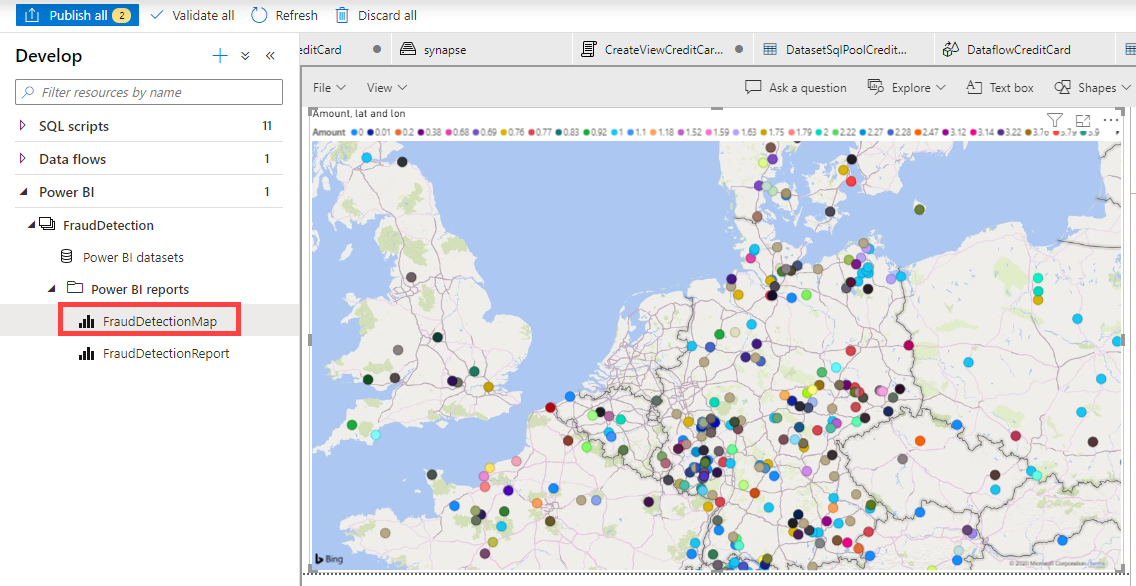 Publish all 2 Validate all Refresh Discard all
Develop
Filter resources by name
SQL scripts 11
Data flows 1
Power BI 1
FraudDetection
Power BI datasets
Power BI reports
FraudDetectionMap
FraudDetectionReport
editCard synapse CreateViewCreditCar... DatasetSqlPoolCredit... DataflowCreditCard
File View Ask a question Explore Text box Shapes
Amount, lat and lon
Amount 0 0.01 0.2 0.38 0.68 0.69 0.76 0.77 0.83 0.92 1 1.1 1.18 1.52 1.59 1.63 1.75 1.79 2 2.22 2.27 2.28 2.47 3.12 3.14 3.22 3.76 3.79 3.9
Bing
© 2020 Microsoft Corporation Terms